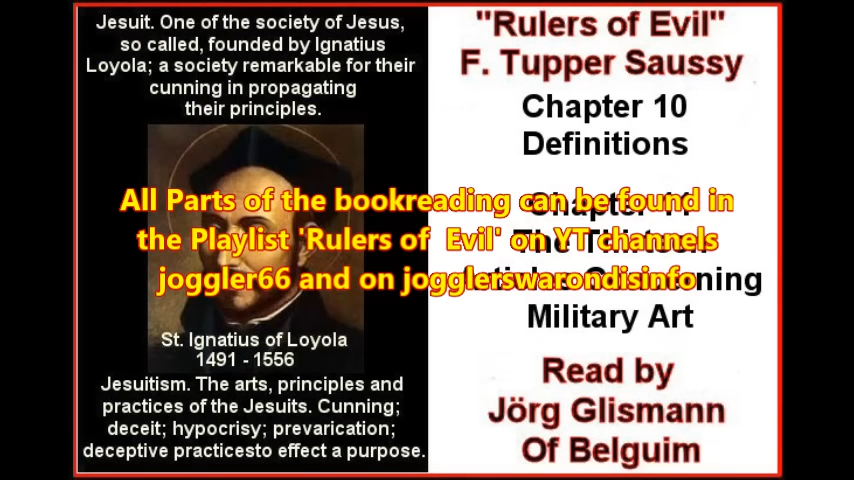 Jesuit. One of the society of Jesus,
so called, founded by Ignatius
Loyola; a society remarkable for their
cunning in propagating
their principles.
St. Ignatius of Loyola
1491 - 1556
Jesuitism. The arts, principles and
practices of the Jesuits. Cunning;
deceit; hypocrisy; prevarication;
deceptive practicesto effect a purpose.
"Rulers of Evil"
F. Tupper Saussy
Chapter 10
Definitions
Chapter 11
The Thirteen
Military Art
Read by
Jörg Glismann
Of Belguim
All Parts of the bookreading can be found in
the Playlist 'Rulers of Evil' on YT channels
joggler66 and on jogglerswarondisinfo